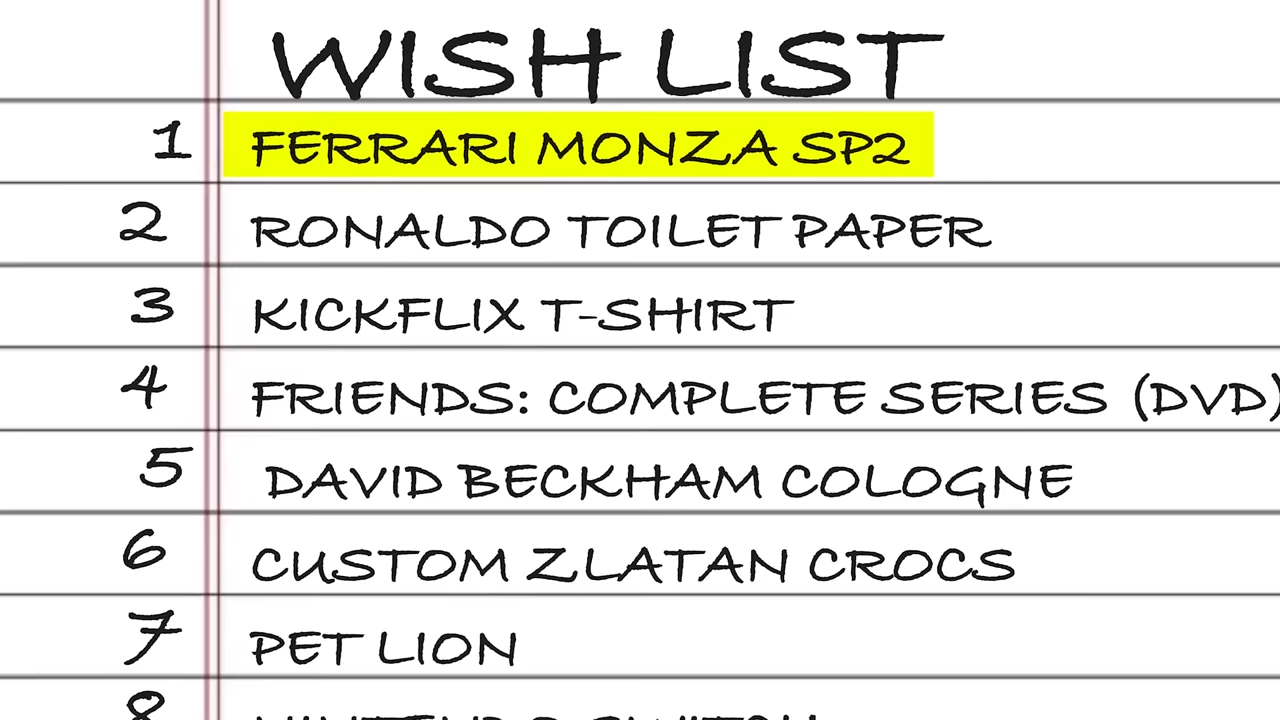 WISH LIST
1 FERRARI MONZA SP2
2 RONALDO TOILET PAPER
3 KICKFLIX T-SHIRT
4 FRIENDS: COMPLETE SERIES (DVD)
5 DAVID BECKHAM COLOGNE
6 CUSTOM ZLATAN CROCS
7 PET LION
8